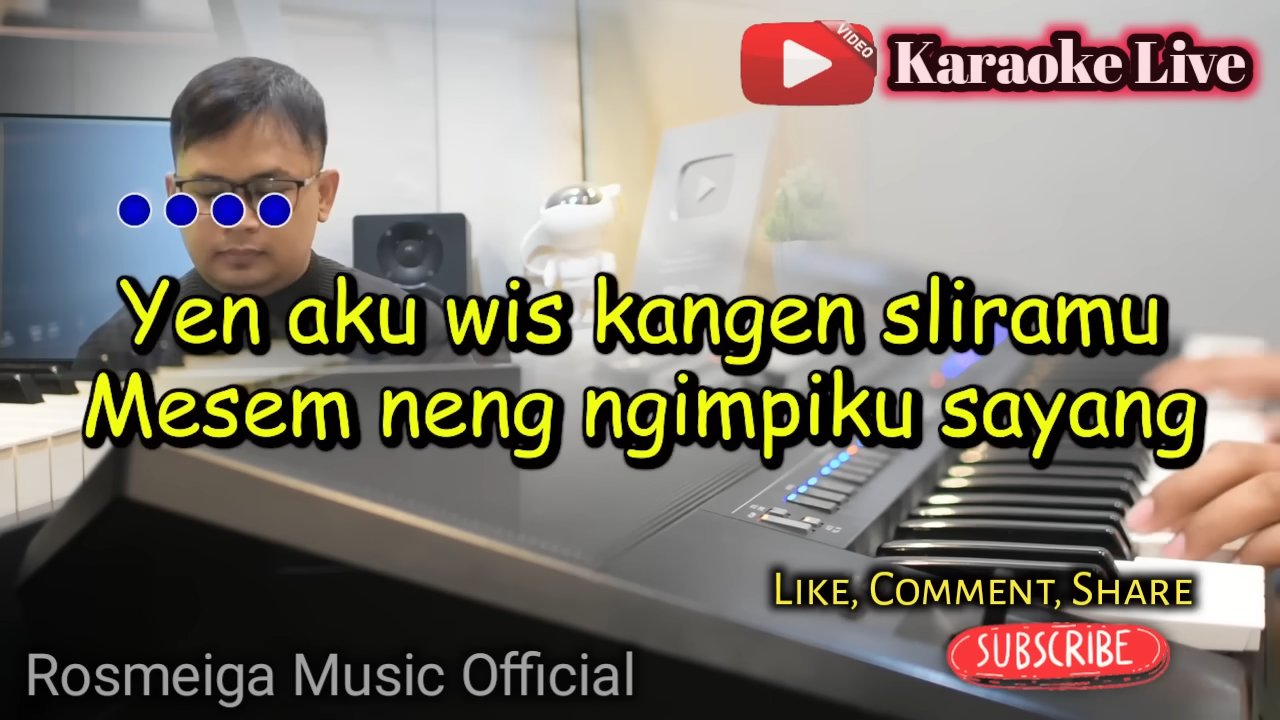 VIDEO
Karaoke Live
Yen aku wis kangen sliramu
Mesem neng ngimpiku sayang
Like, Comment, Share
SUBSCRIBE
Rosmeiga Music Official